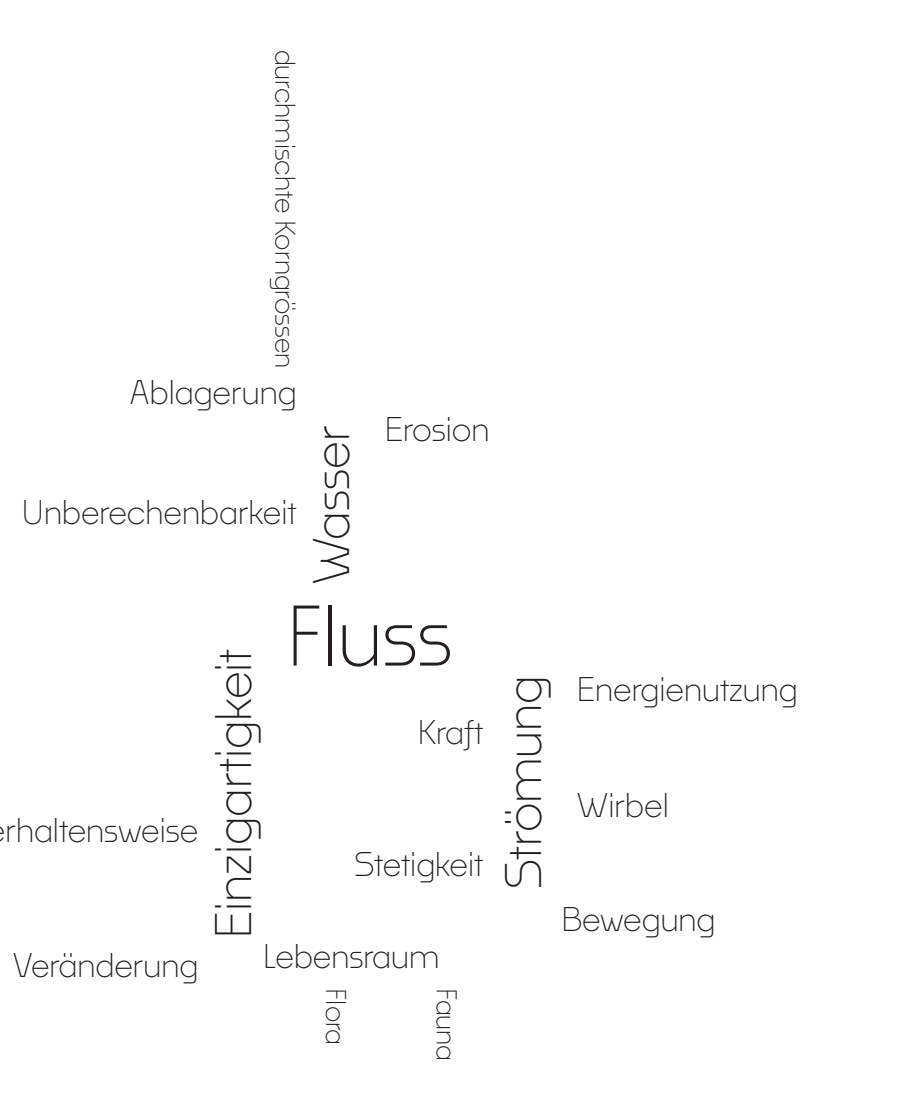 durchmischte Korngrössen
Ablagerung
Erosion
Wasser
Unberechenbarkeit
Fluss
Einzigartigkeit
Strömung
Energienutzung
Kraft
Wirbel
erhaltensweise
Stetigkeit
Bewegung
Lebensraum
Veränderung
Flora
Fauna